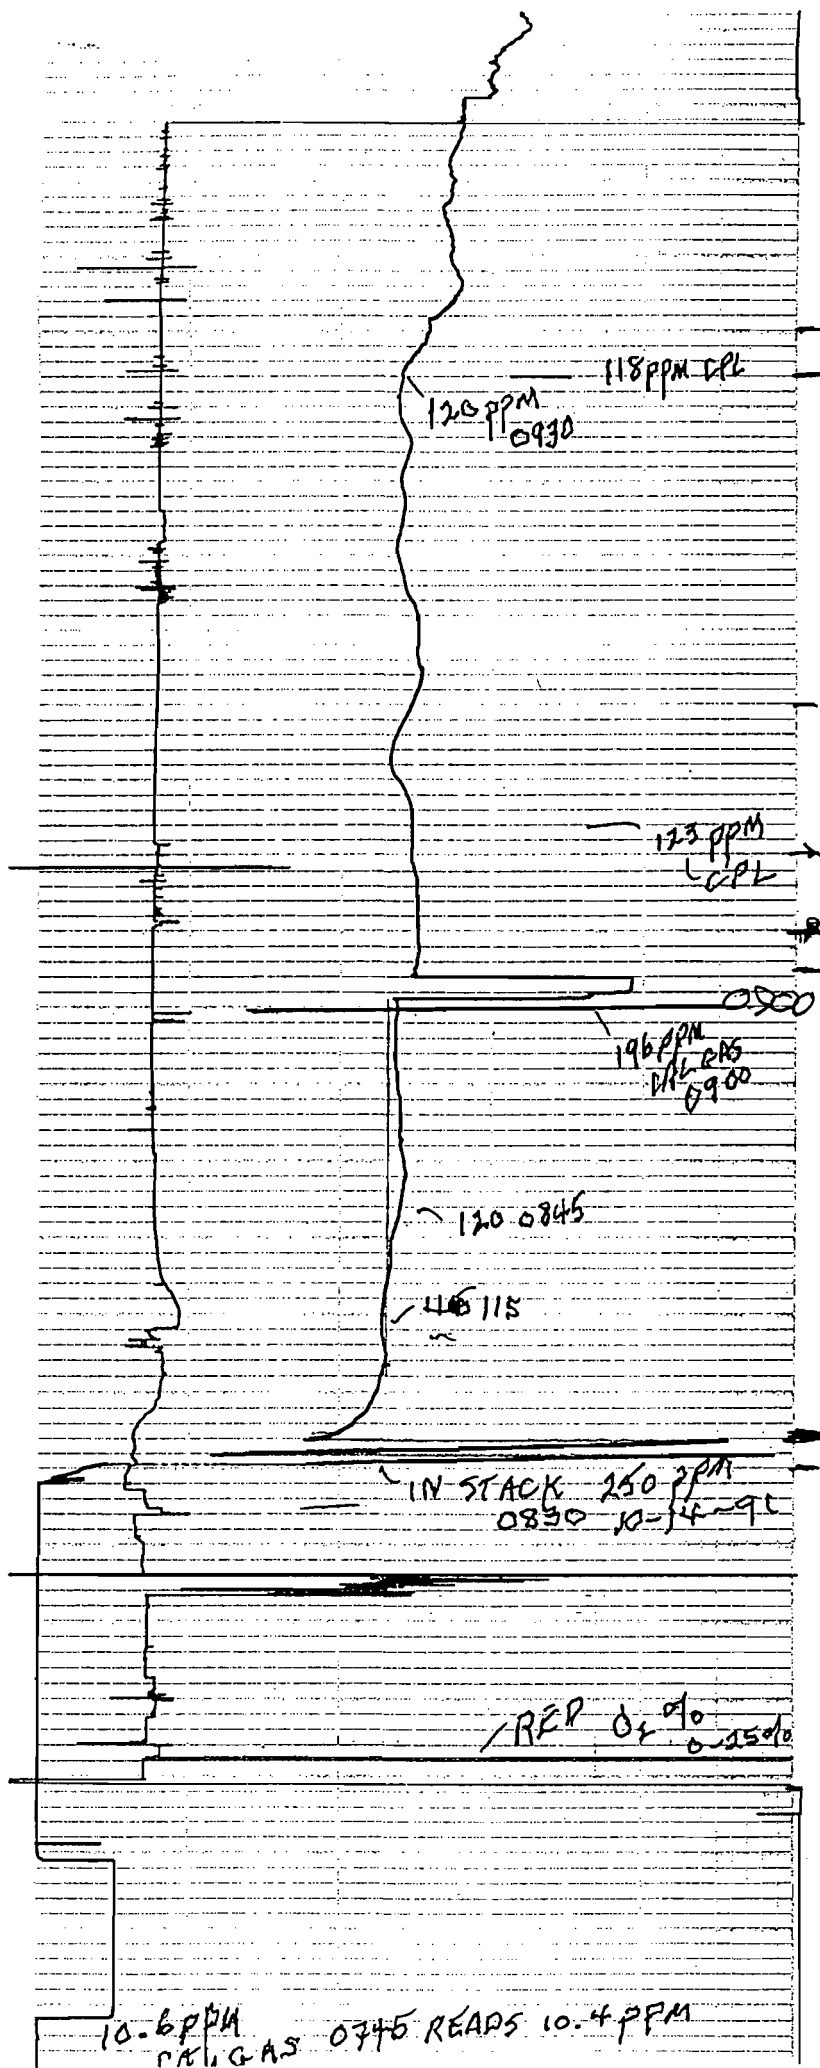 118 ppm CPL
120 ppm
0930
123 ppm
CPL
0900
196 ppm
CAL GAS
0900
120 0845
115
IN STACK 250 ppM
0830 10-14-91
RED O₂ %
0-25%
10.6 ppM
CAL GAS 0745 READS 10.4 PPM